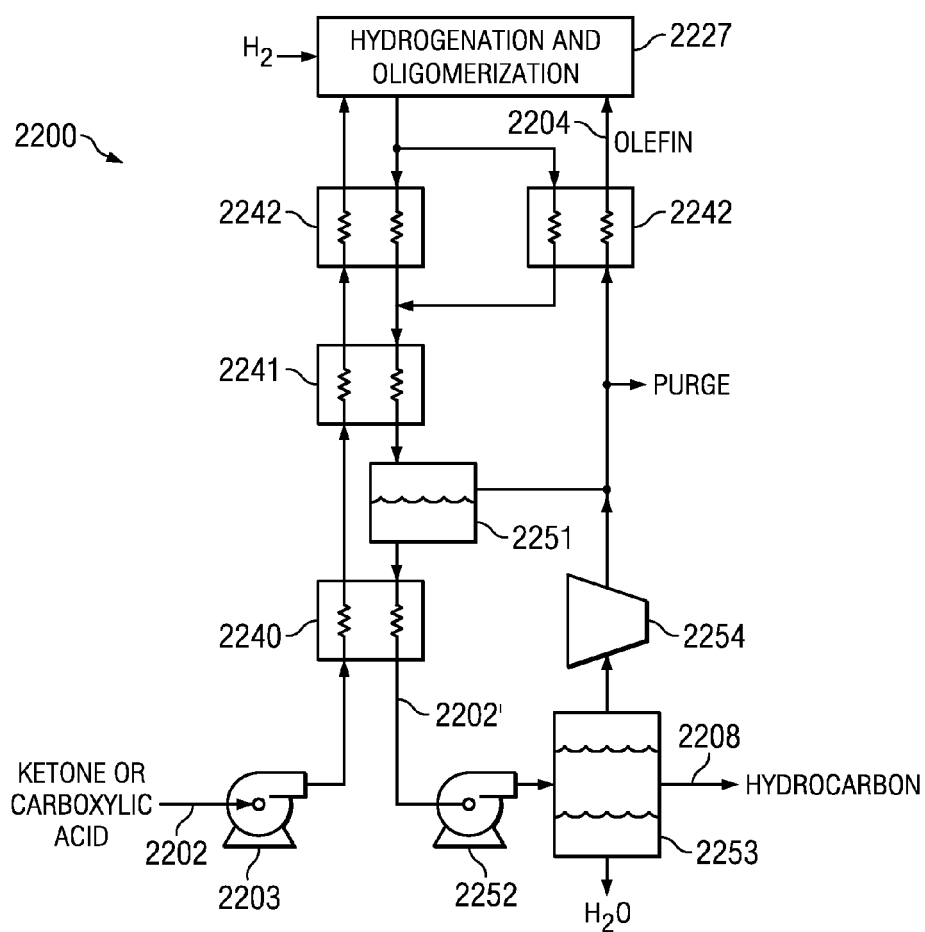 HYDROGENATION AND
OLIGOMERIZATION
2227
H2
2204
OLEFIN
2200
2242
2242
2241
PURGE
2251
2240
2254
2202'
2208
KETONE OR
CARBOXYLIC
ACID
HYDROCARBON
2202
2203
2252
2253
H2O